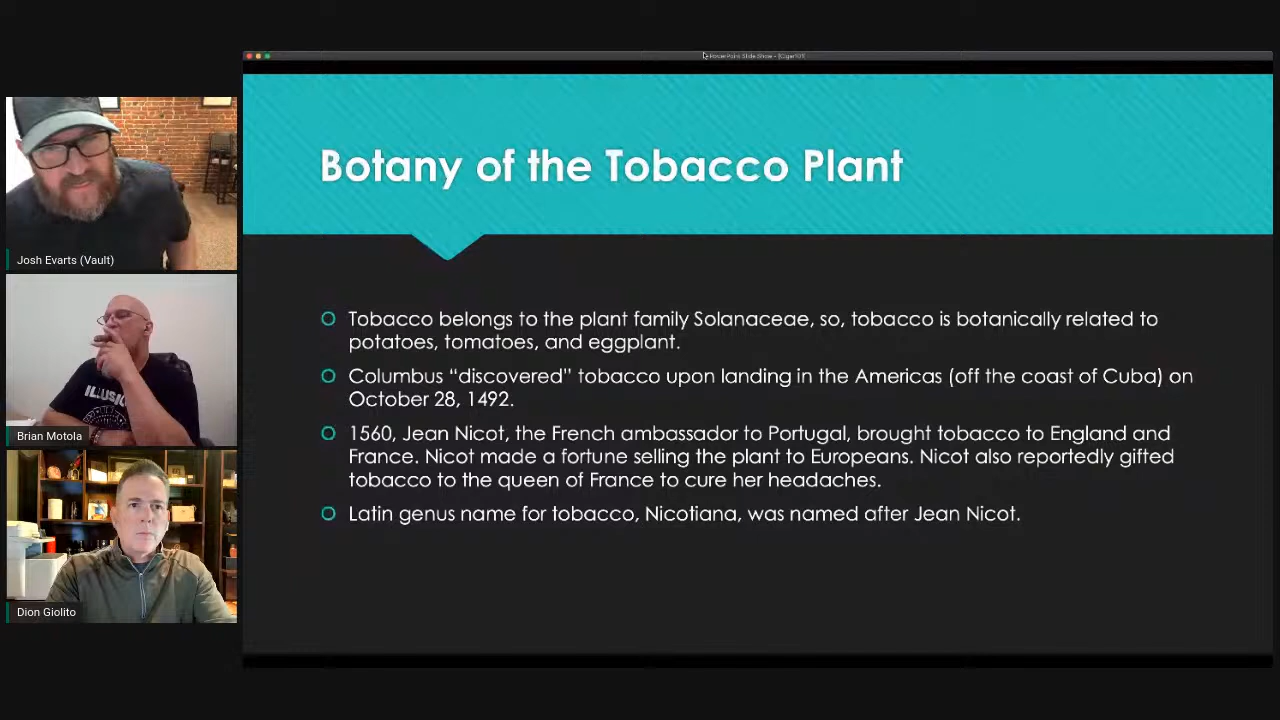 PowerPoint Slide Show - [Cigar101]
Botany of the Tobacco Plant
Tobacco belongs to the plant family Solanaceae, so, tobacco is botanically related to
potatoes, tomatoes, and eggplant.
Columbus “discovered” tobacco upon landing in the Americas (off the coast of Cuba) on
October 28, 1492.
1560, Jean Nicot, the French ambassador to Portugal, brought tobacco to England and
France. Nicot made a fortune selling the plant to Europeans. Nicot also reportedly gifted
tobacco to the queen of France to cure her headaches.
Latin genus name for tobacco, Nicotiana, was named after Jean Nicot.
Josh Evarts (Vault)
Brian Motola
Dion Giolito